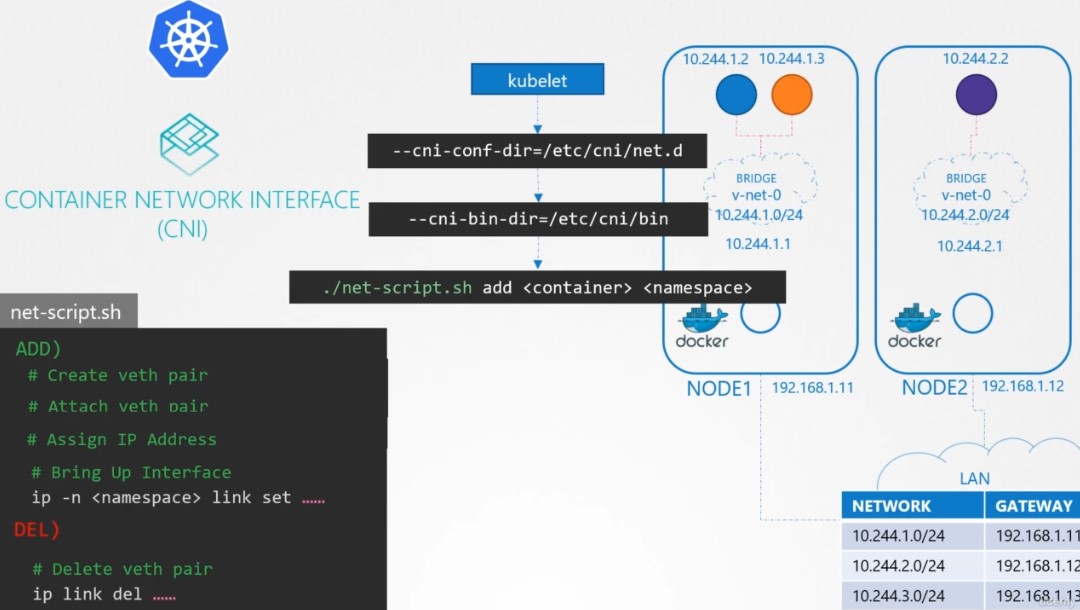 CONTAINER NETWORK INTERFACE
(CNI)
kubelet
--cni-conf-dir=/etc/cni/net.d
--cni-bin-dir=/etc/cni/bin
./net-script.sh add <container> <namespace>
net-script.sh
ADD)
# Create veth pair
# Attach veth pair
# Assign IP Address
# Bring Up Interface
ip -n <namespace> link set ......
DEL)
# Delete veth pair
ip link del ......
10.244.1.2 10.244.1.3
BRIDGE
v-net-0
10.244.1.0/24
10.244.1.1
docker
NODE1
192.168.1.11
10.244.2.2
BRIDGE
v-net-0
10.244.2.0/24
10.244.2.1
docker
NODE2
192.168.1.12
LAN
NETWORK GATEWAY
10.244.1.0/24 192.168.1.11
10.244.2.0/24 192.168.1.12
10.244.3.0/24 192.168.1.13